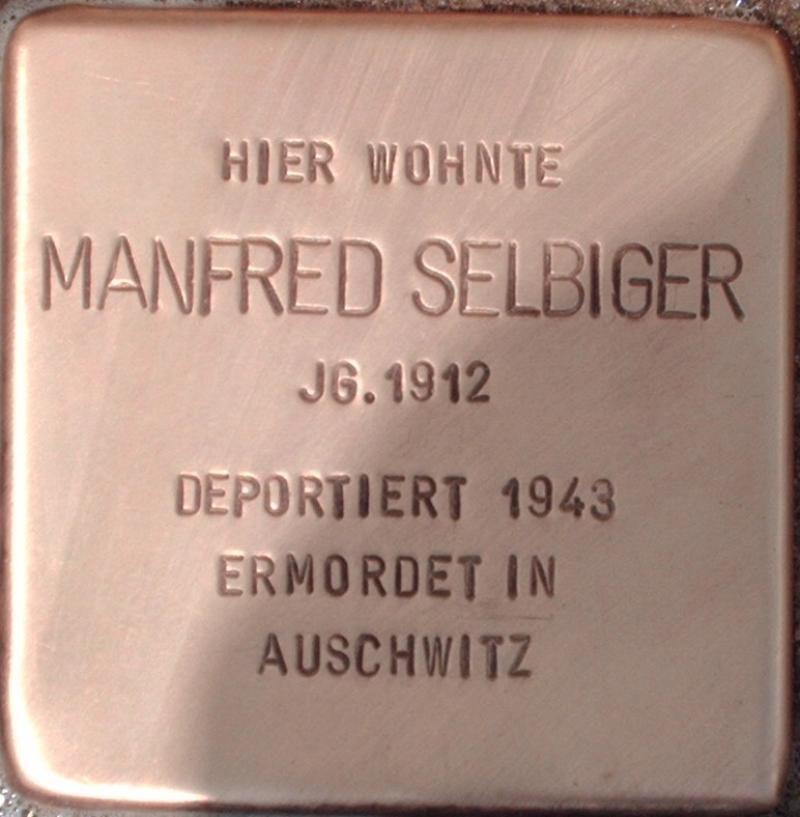 HIER WOHNTE
MANFRED SELBIGER
JG.1912
DEPORTIERT 1943
ERMORDET IN
AUSCHWITZ